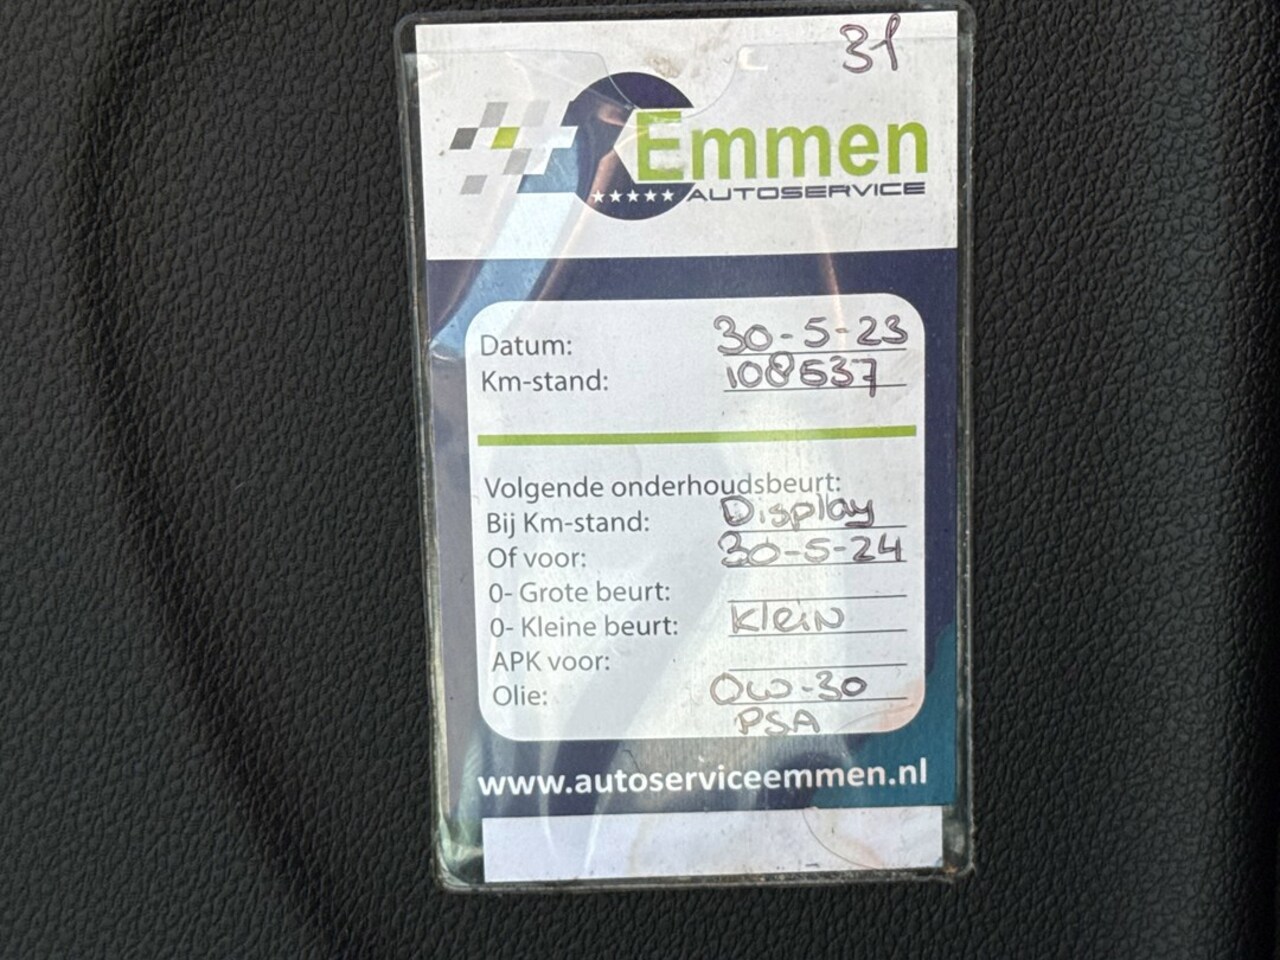 31
Emmen
AUTOSERVICE
Datum: 30-5-23
Km-stand: 108537
Volgende onderhoudsbeurt:
Bij Km-stand: Display
Of voor: 30-5-24
0- Grote beurt:
0- Kleine beurt: Klein
APK voor:
Olie: 0W-30
PSA
www.autoserviceemmen.nl